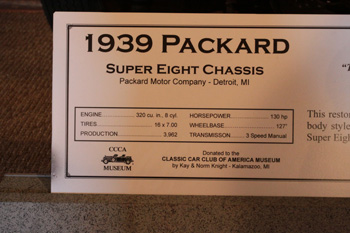 1939 PACKARD
SUPER EIGHT CHASSIS
Packard Motor Company - Detroit, MI
ENGINE 320 cu. in., 8 cyl. HORSEPOWER 130 hp
TIRES 16 x 7.00 WHEELBASE 127"
PRODUCTION 3,962 TRANSMISSON 3 Speed Manual
CCCA
MUSEUM
Donated to the
CLASSIC CAR CLUB OF AMERICA MUSEUM
by Kay & Norm Knight - Kalamazoo, MI
This resto
body style
Super Eigh